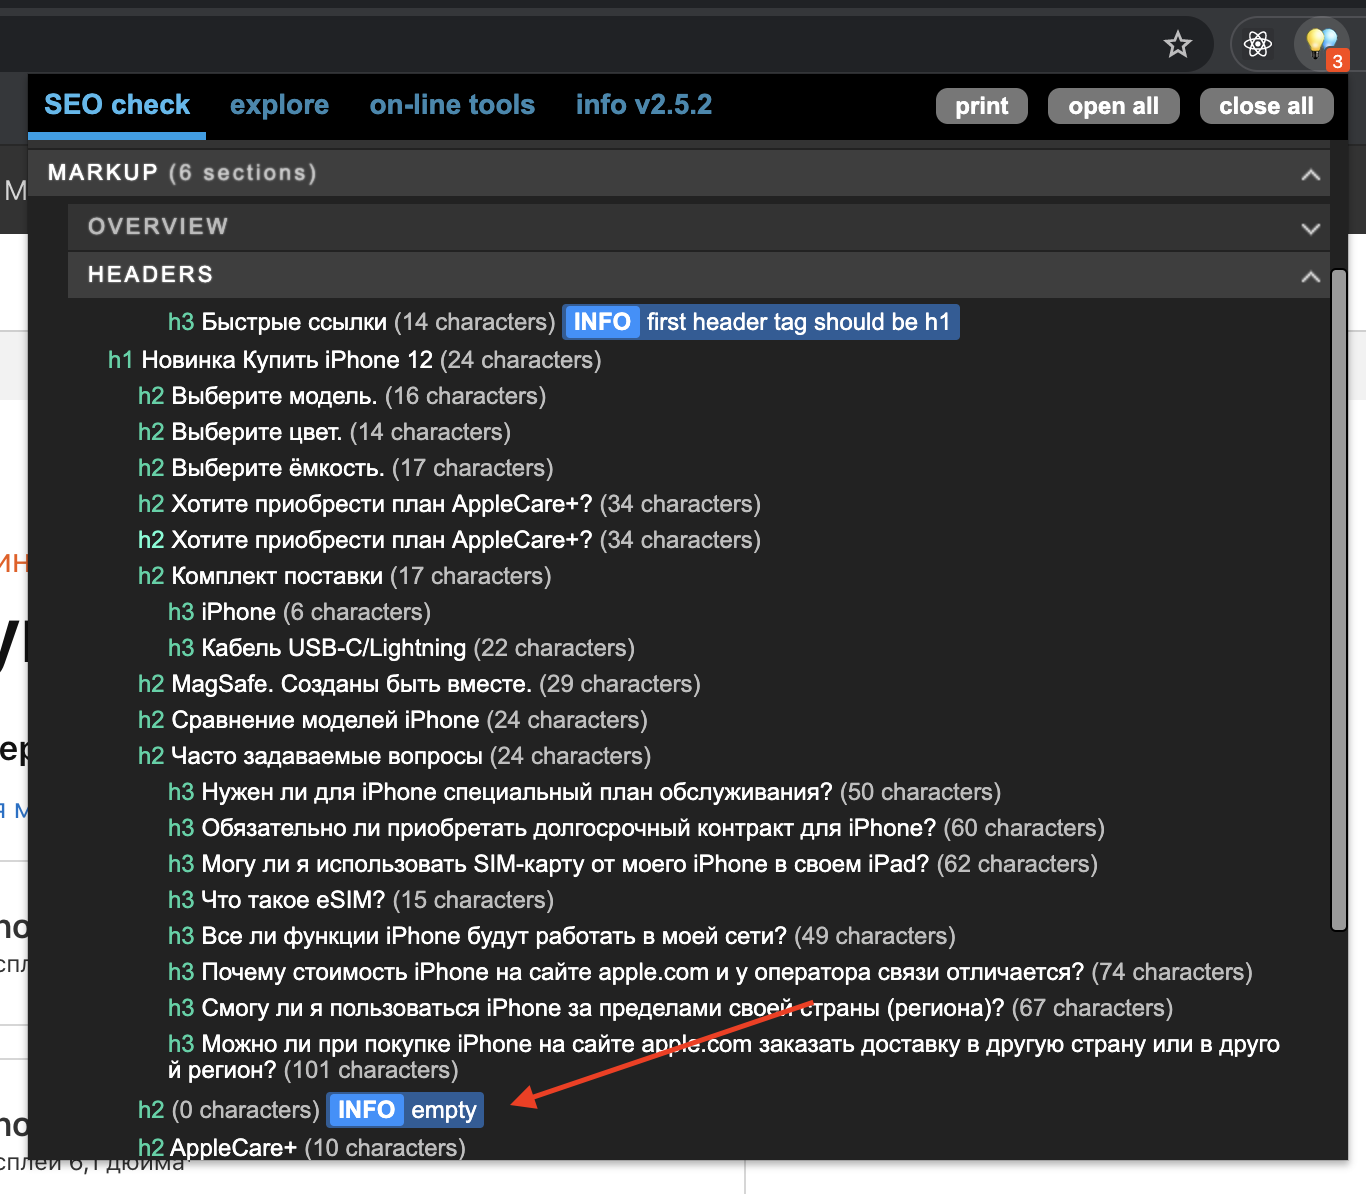 3
SEO check explore on-line tools info v2.5.2 print open all close all
MARKUP (6 sections)
OVERVIEW
HEADERS
h3 Быстрые ссылки (14 characters) INFO first header tag should be h1
h1 Новинка Купить iPhone 12 (24 characters)
h2 Выберите модель. (16 characters)
h2 Выберите цвет. (14 characters)
h2 Выберите ёмкость. (17 characters)
h2 Хотите приобрести план AppleCare+? (34 characters)
h2 Хотите приобрести план AppleCare+? (34 characters)
h2 Комплект поставки (17 characters)
h3 iPhone (6 characters)
h3 Кабель USB-C/Lightning (22 characters)
h2 MagSafe. Созданы быть вместе. (29 characters)
h2 Сравнение моделей iPhone (24 characters)
h2 Часто задаваемые вопросы (24 characters)
h3 Нужен ли для iPhone специальный план обслуживания? (50 characters)
h3 Обязательно ли приобретать долгосрочный контракт для iPhone? (60 characters)
h3 Могу ли я использовать SIM-карту от моего iPhone в своем iPad? (62 characters)
h3 Что такое eSIM? (15 characters)
h3 Все ли функции iPhone будут работать в моей сети? (49 characters)
h3 Почему стоимость iPhone на сайте apple.com и у оператора связи отличается? (74 characters)
h3 Смогу ли я пользоваться iPhone за пределами своей страны (региона)? (67 characters)
h3 Можно ли при покупке iPhone на сайте apple.com заказать доставку в другую страну или в друго
й регион? (101 characters)
h2 (0 characters) INFO empty
h2 AppleCare+ (10 characters)